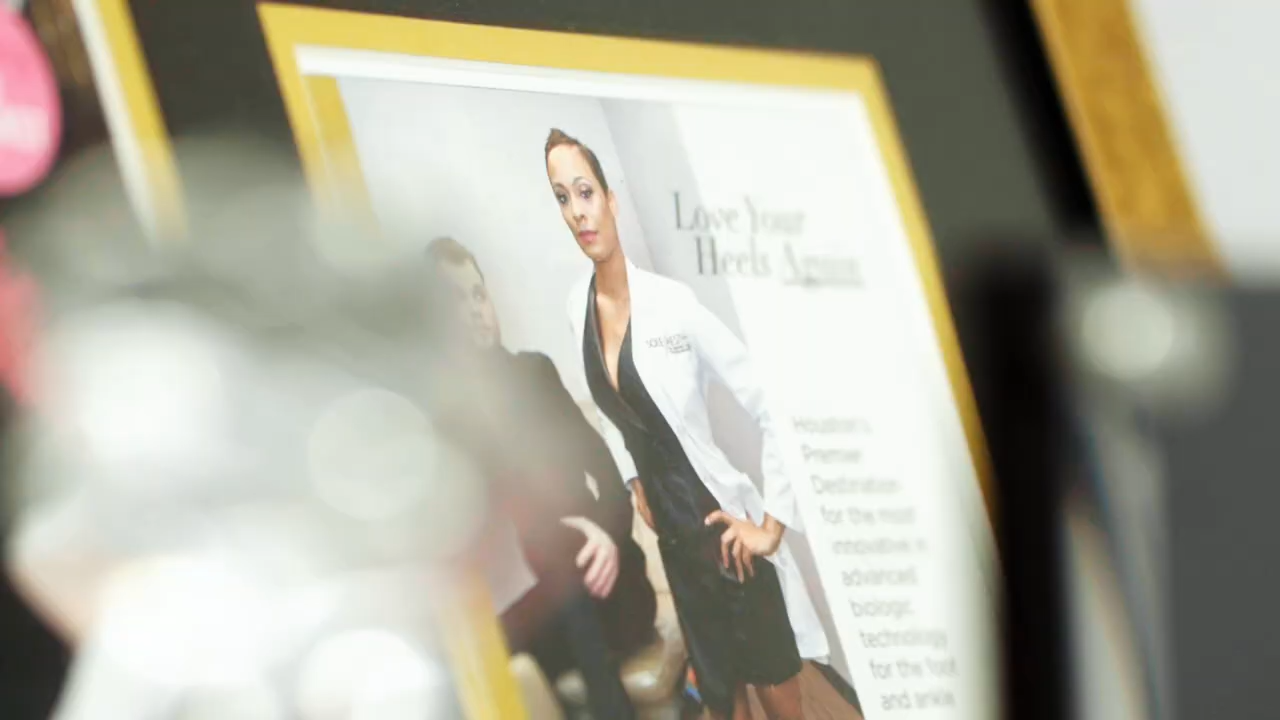 Love Your
Heels Again
Houston's
Premier
Destination
for the most
innovative in
advanced
biologic
technology
for the foot
and ankle